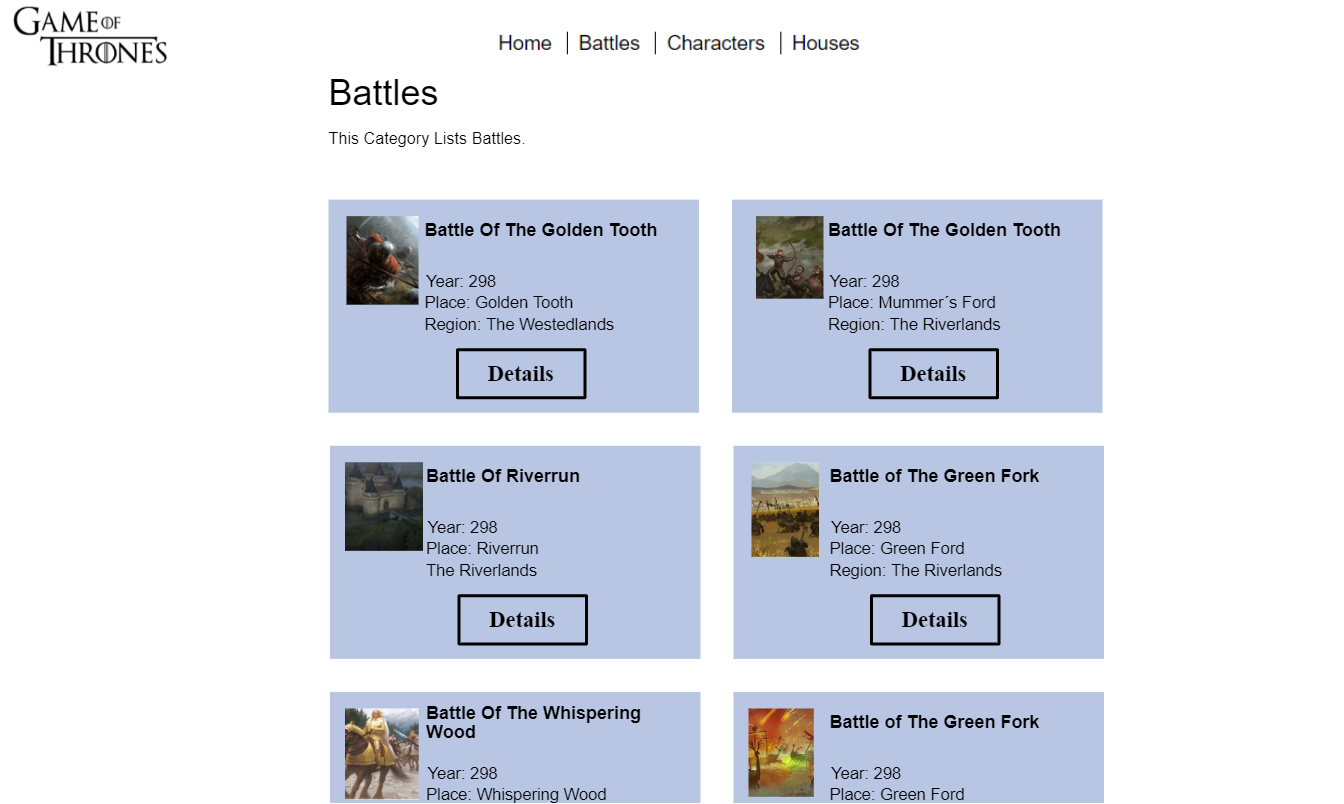 GAME OF
THRONES
Home
Battles
Characters
Houses
Battles
This Category Lists Battles.
Battle Of The Golden Tooth
Year: 298
Place: Golden Tooth
Region: The Westedlands
Details
Battle Of The Golden Tooth
Year: 298
Place: Mummer´s Ford
Region: The Riverlands
Details
Battle Of Riverrun
Year: 298
Place: Riverrun
The Riverlands
Details
Battle of The Green Fork
Year: 298
Place: Green Ford
Region: The Riverlands
Details
Battle Of The Whispering
Wood
Year: 298
Place: Whispering Wood
Battle of The Green Fork
Year: 298
Place: Green Ford